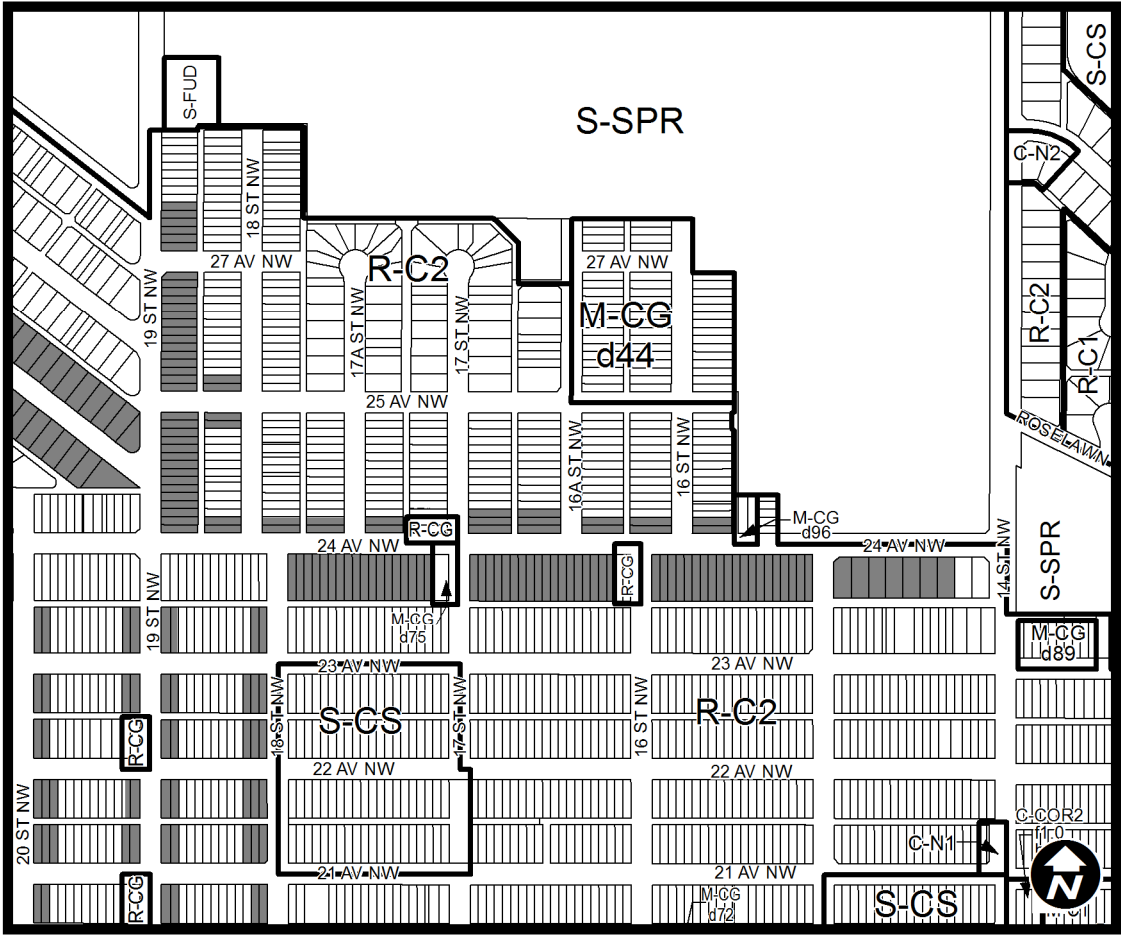 S-CS
S-FUD
S-SPR
C-N2
18 ST NW
27 AV NW
R-C2
27 AV NW
19 ST NW
17A ST NW
17 ST NW
M-CG
d44
R-C2
R-C1
25 AV NW
ROSELAWN
16A ST NW
16 ST NW
R-CG
M-CG
d96
24 AV NW
24 AV NW
14 ST NW
S-SPR
19 ST NW
R-CG
M-CG
d75
M-CG
d89
23 AV NW
23 AV NW
18 ST NW
S-CS
17 ST NW
16 ST NW
R-C2
R-CG
22 AV NW
22 AV NW
20 ST NW
C-COR2
f1.0
C-N1
21 AV NW
21 AV NW
R-CG
M-CG
d72
S-CS
N